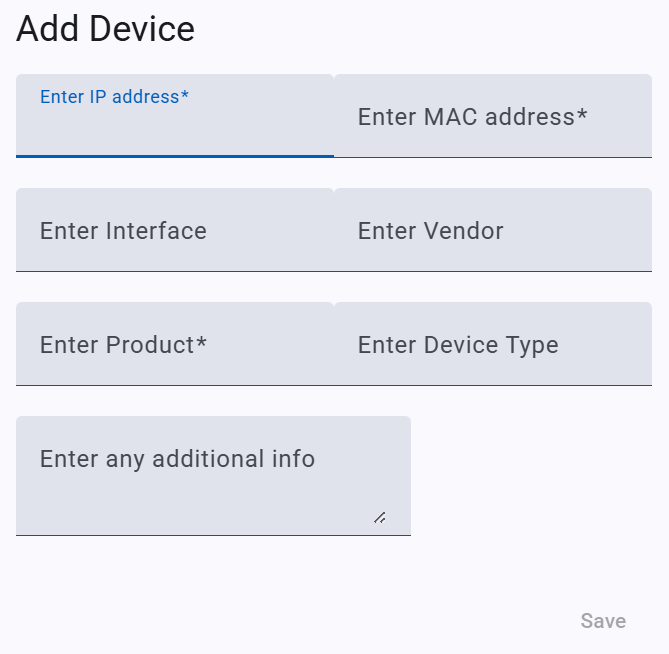 Add Device
Enter IP address*
Enter MAC address*
Enter Interface
Enter Vendor
Enter Product*
Enter Device Type
Enter any additional info
Save